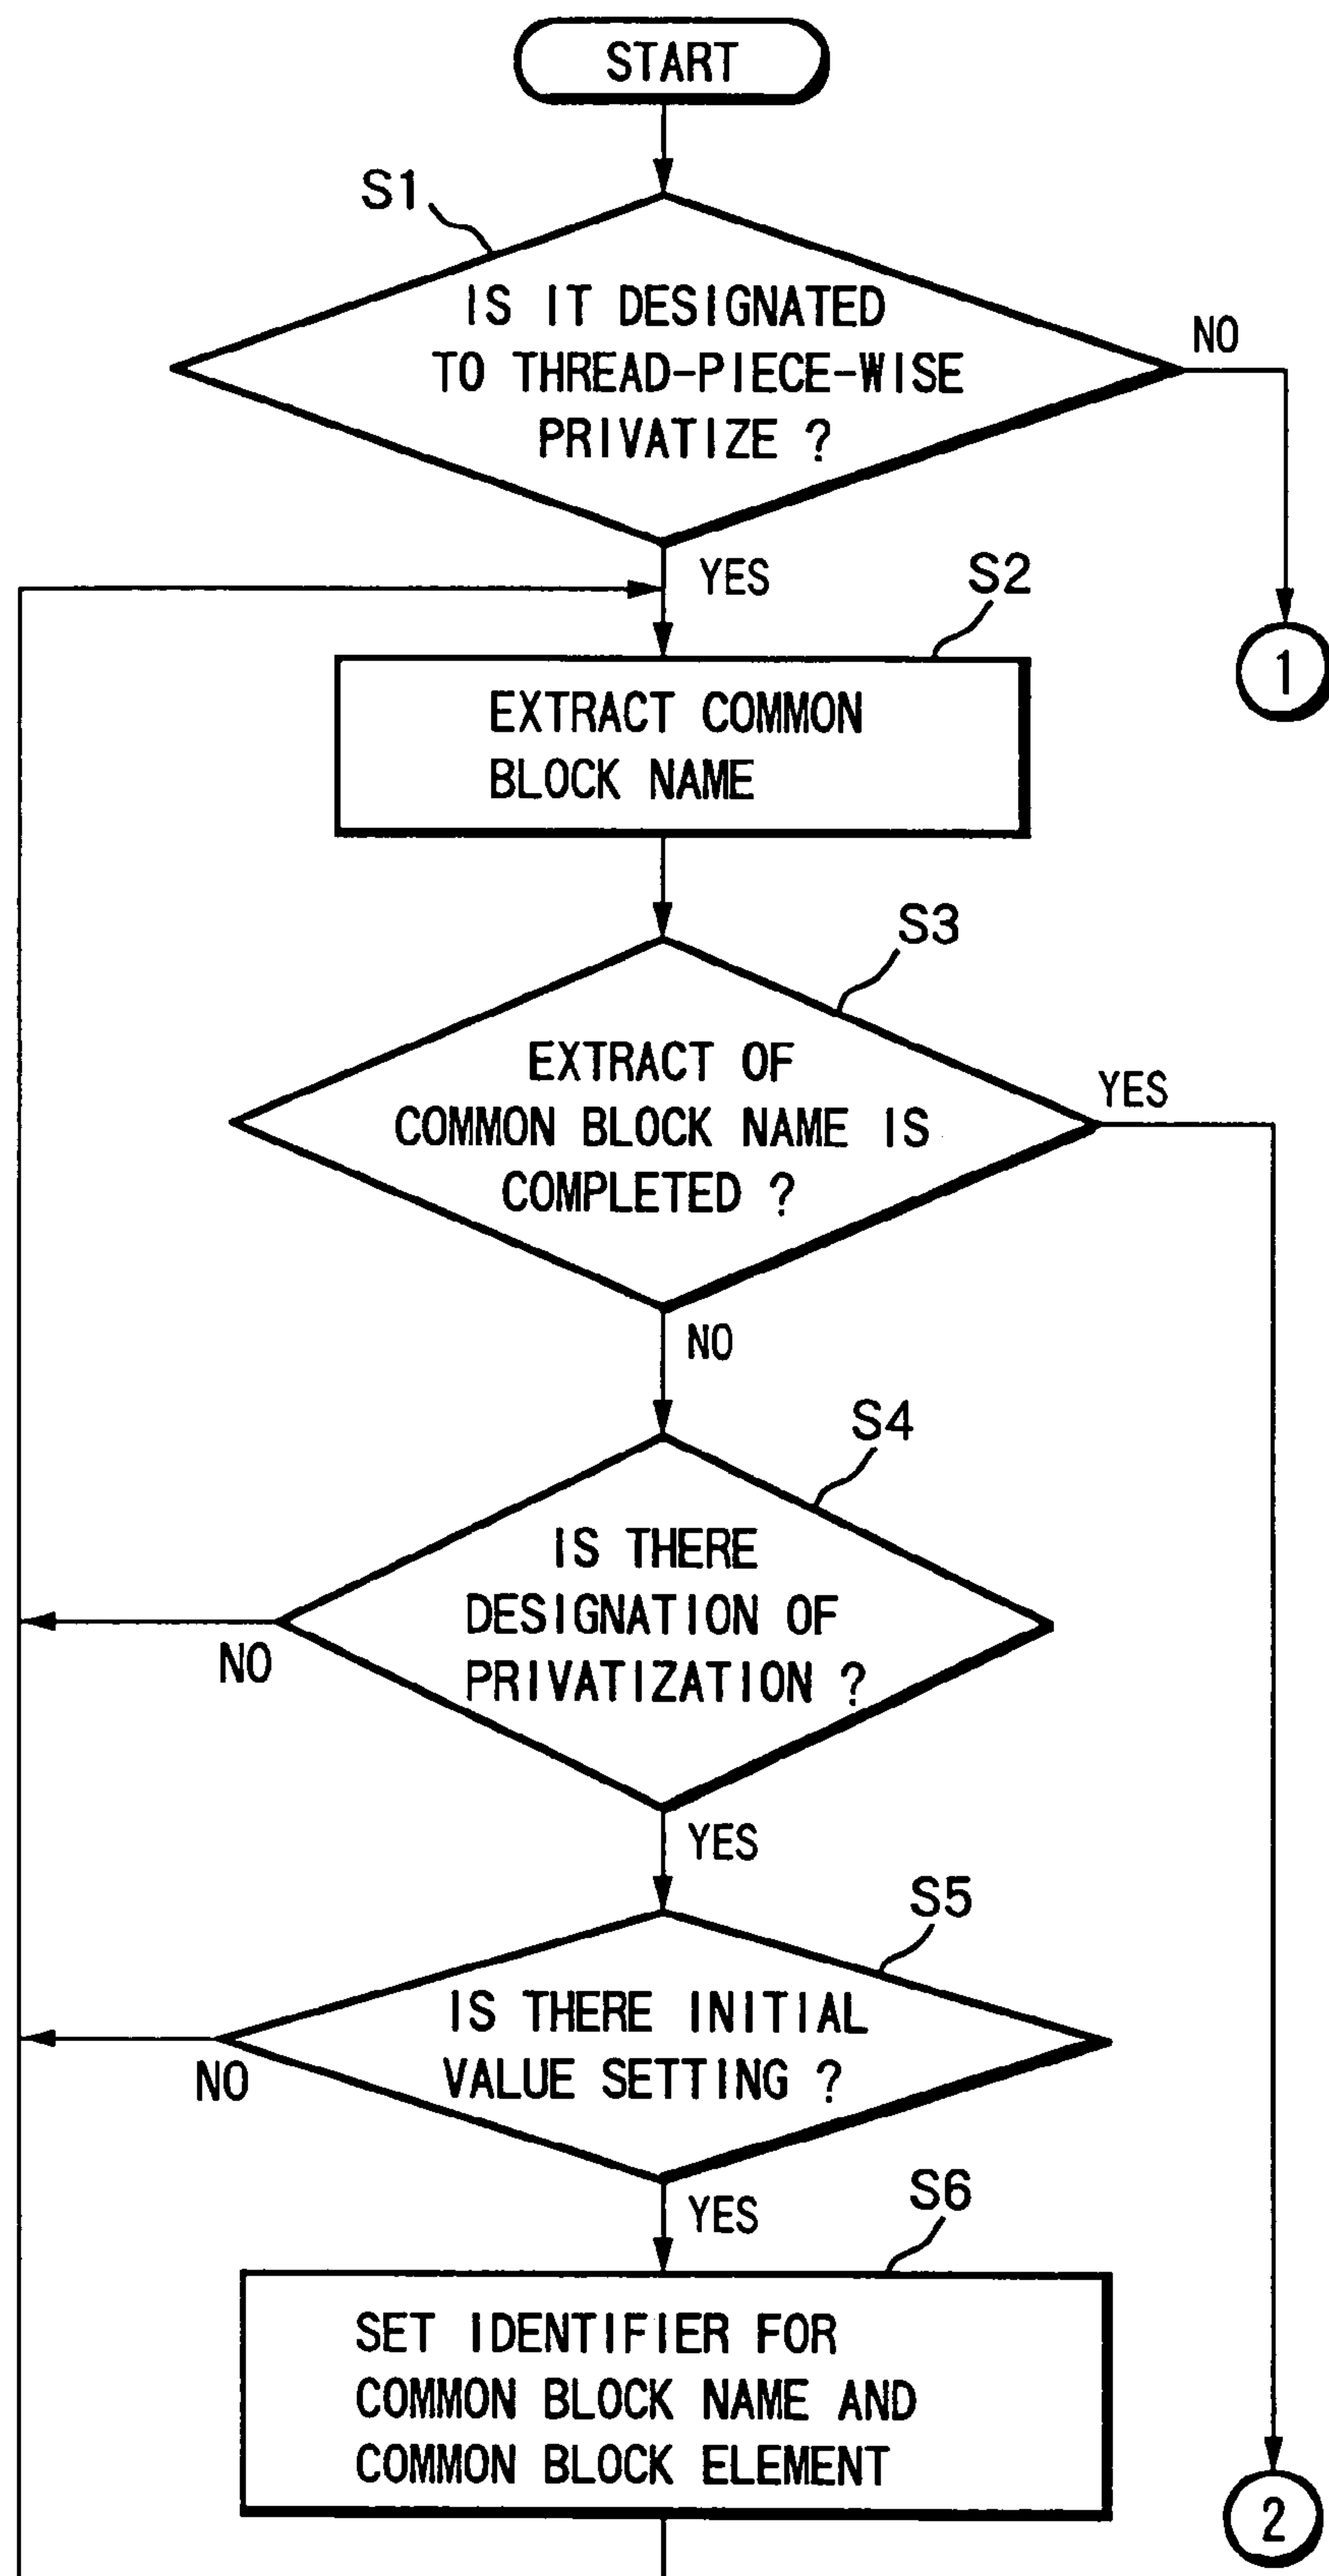 START
S1
IS IT DESIGNATED
TO THREAD-PIECE-WISE
PRIVATIZE ?
NO
YES
S2
1
EXTRACT COMMON
BLOCK NAME
S3
EXTRACT OF
COMMON BLOCK NAME IS
COMPLETED ?
YES
NO
S4
IS THERE
DESIGNATION OF
PRIVATIZATION ?
NO
YES
S5
IS THERE INITIAL
VALUE SETTING ?
NO
YES
S6
SET IDENTIFIER FOR
COMMON BLOCK NAME AND
COMMON BLOCK ELEMENT
2